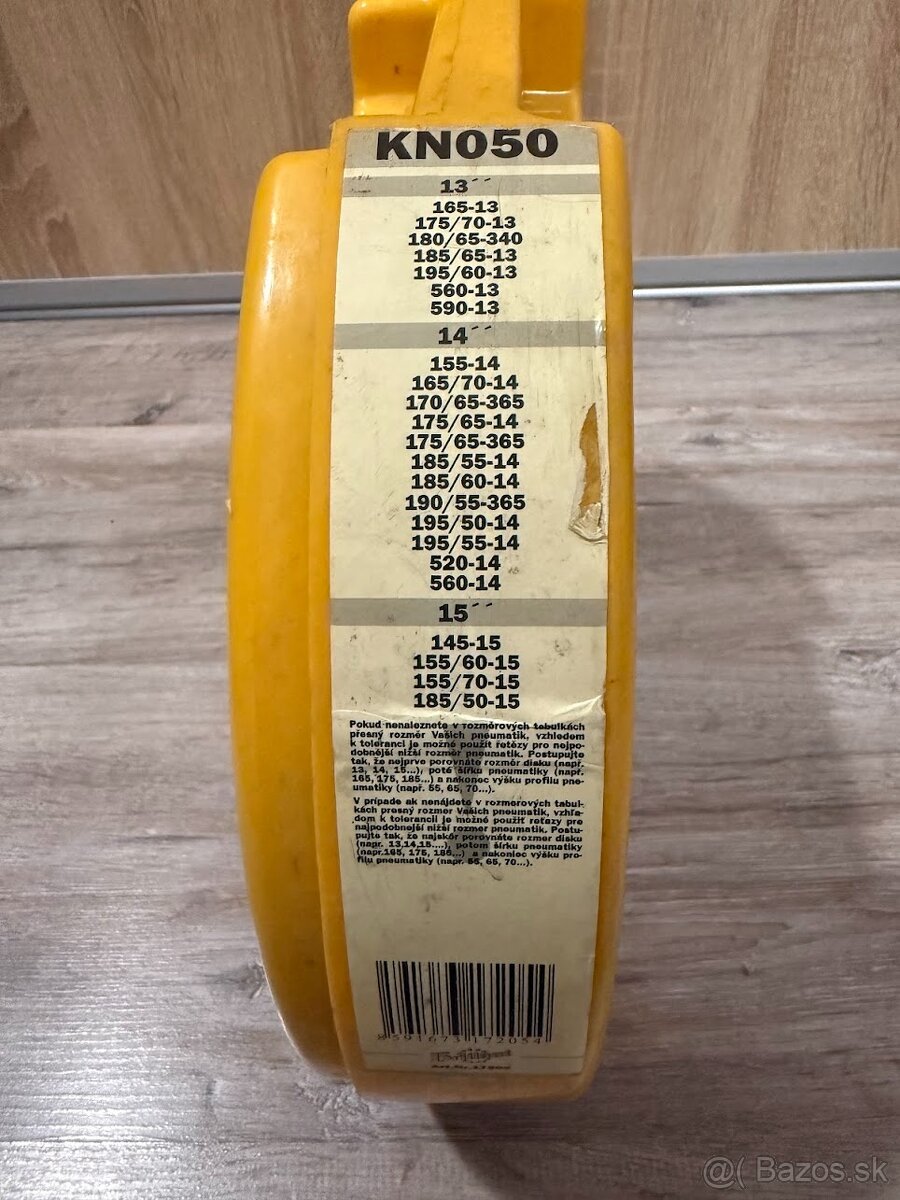 KN050
13´´
165-13
175/70-13
180/65-340
185/65-13
195/60-13
560-13
590-13
14´´
155-14
165/70-14
170/65-365
175/65-14
175/65-365
185/55-14
185/60-14
190/55-365
195/50-14
195/55-14
520-14
560-14
15´´
145-15
155/60-15
155/70-15
185/50-15
Pokud nenaleznete v rozměrových tabulkách
přesný rozměr Vašich pneumatik, vzhledem
k toleranci je možné použít řetězy pro nejpo-
dobnější nižší rozměr pneumatik. Postupujte
tak, že nejprve porovnáte rozměr disku (např.
13, 14, 15...), poté šířku pneumatiky (např.
165, 175, 185...) a nakonec výšku profilu pne-
umatiky (např. 55, 65, 70...).
V prípade ak nenájdete v rozmerových tabuľ-
kách presný rozmer Vašich pneumatík, vzhľa-
dom k tolerancii je možné použiť reťazy pre
najpodobnejší nižší rozmer pneumatik. Postu-
pujte tak, že najskôr porovnáte rozmer disku
(napr. 13,14,15....), potom šírku pneumatiky
(napr.165, 175, 185...) a nakoniec výšku pro-
filu pneumatiky (napr. 55, 65, 70...).
8591673172054
Art.Nr.
@( Bazos.sk